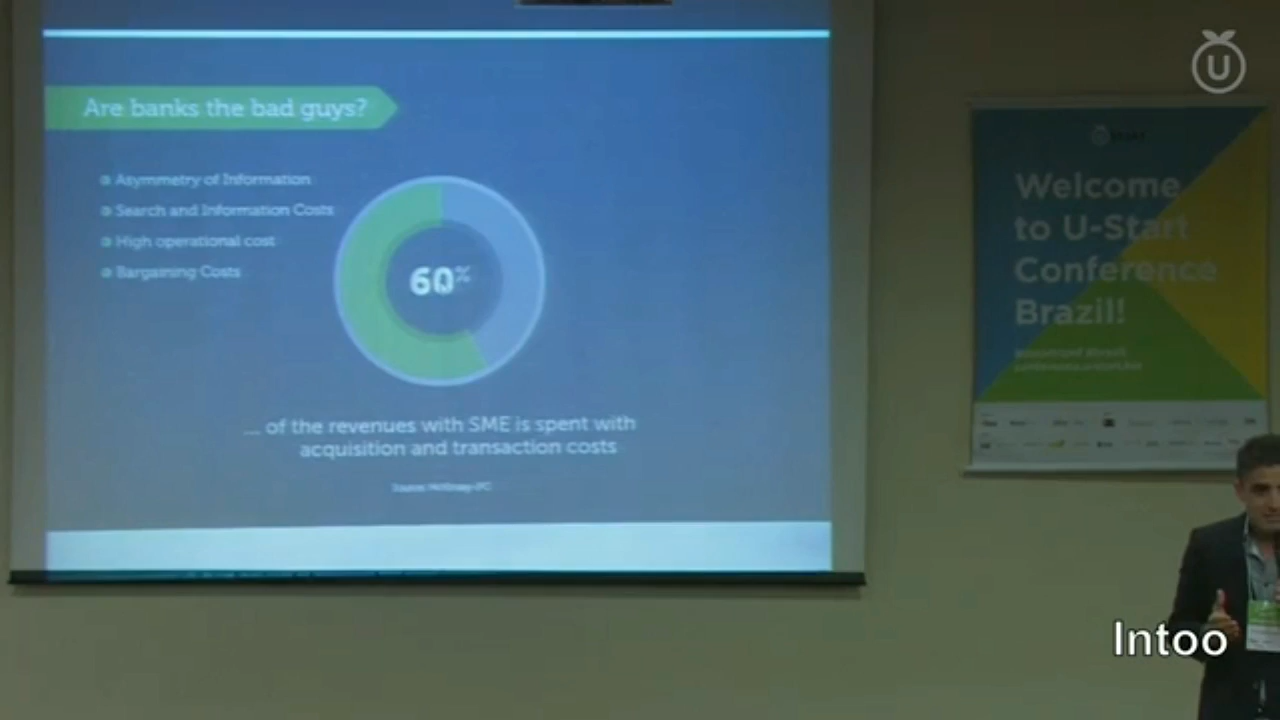 Are banks the bad guys?
Asymmetry of Information
Search and Information Costs
High operational cost
Bargaining Costs
60%
... of the revenues with SME is spent with
acquisition and transaction costs
U
Welcome
to U-Start
Conference
Brazil!
Intoo